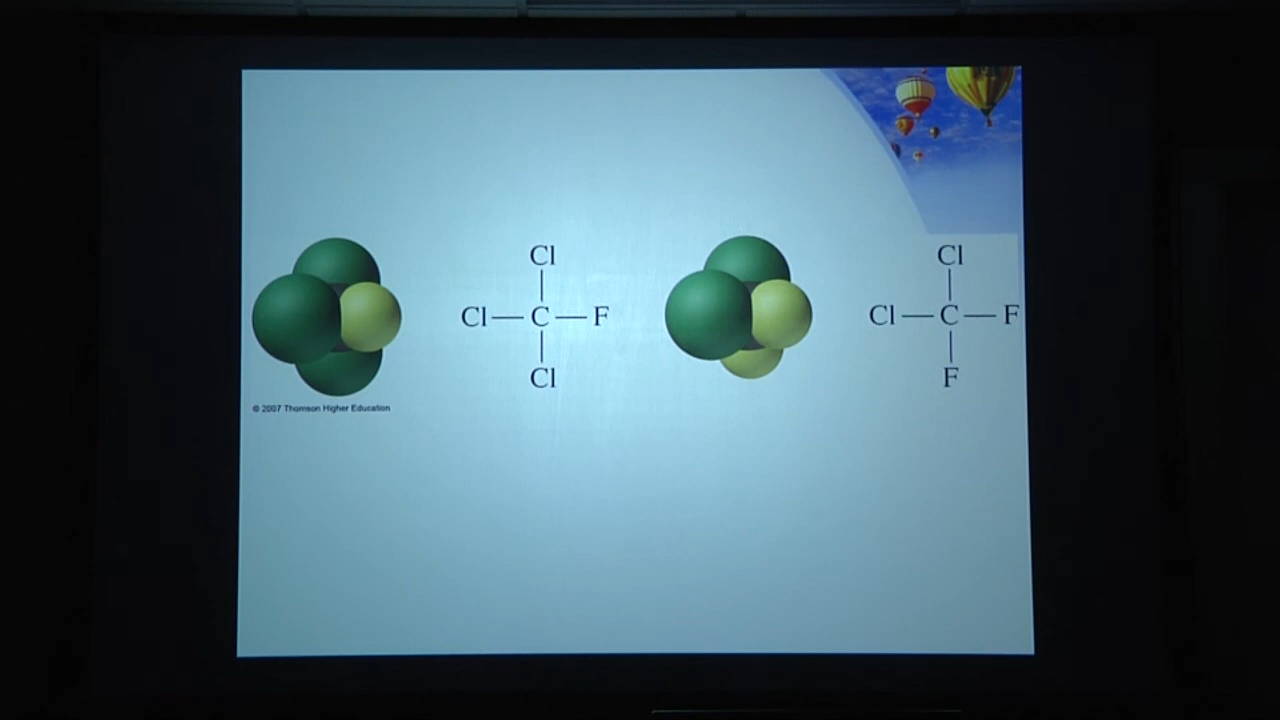 Cl
Cl—C—F
Cl
Cl
Cl—C—F
F
© 2007 Thomson Higher Education